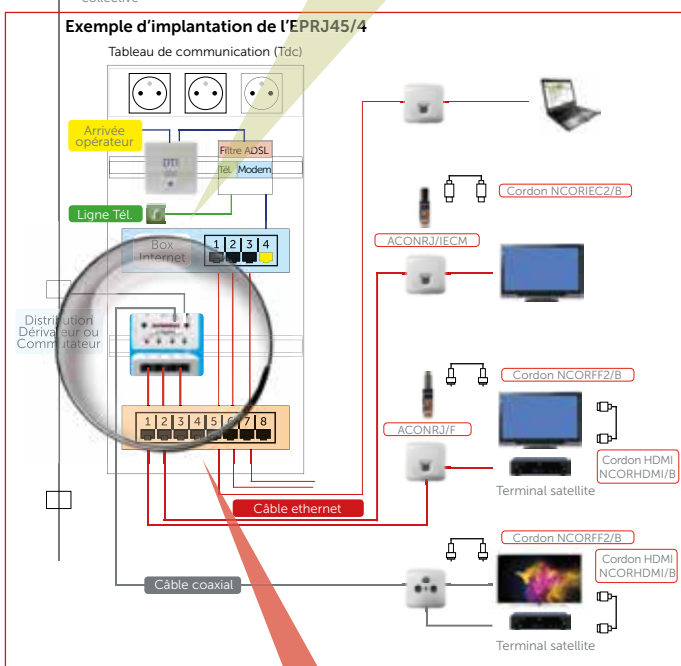 collective
Exemple d'implantation de l'EPRJ45/4
Tableau de communication (Tdc)
Arrivée
opérateur
DTI
Filtre ADSL
Tél. Modem
Ligne Tél.
Box
Internet
1 2 3 4
Distribution
Dérivateur ou
Commutateur
1 2 3 4 5 6 7 8
Câble ethernet
Câble coaxial
Cordon NCORIEC2/B
ACONRJ/IECM
Cordon NCORFF2/B
ACONRJ/F
Cordon HDMI
NCORHDMI/B
Terminal satellite
Cordon NCORFF2/B
Cordon HDMI
NCORHDMI/B
Terminal satellite